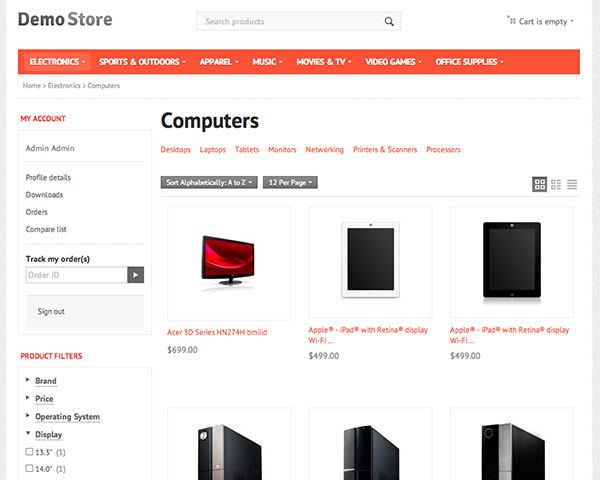 Demo Store
Search products
Cart is empty
ELECTRONICS SPORTS & OUTDOORS APPAREL MUSIC MOVIES & TV VIDEO GAMES OFFICE SUPPLIES
Home > Electronics > Computers
MY ACCOUNT
Admin Admin
Profile details
Downloads
Orders
Compare list
Track my order(s)
Order ID
Sign out
PRODUCT FILTERS
Brand
Price
Operating System
Display
13.3" (1)
14.0" (1)
Computers
Desktops Laptops Tablets Monitors Networking Printers & Scanners Processors
Sort Alphabetically: A to Z 12 Per Page
Acer 3D Series HN274H bmiiid
$699.00
Apple® - iPad® with Retina® display
Wi-Fi ...
$499.00
Apple® - iPad® with Retina® display
Wi-Fi ...
$499.00